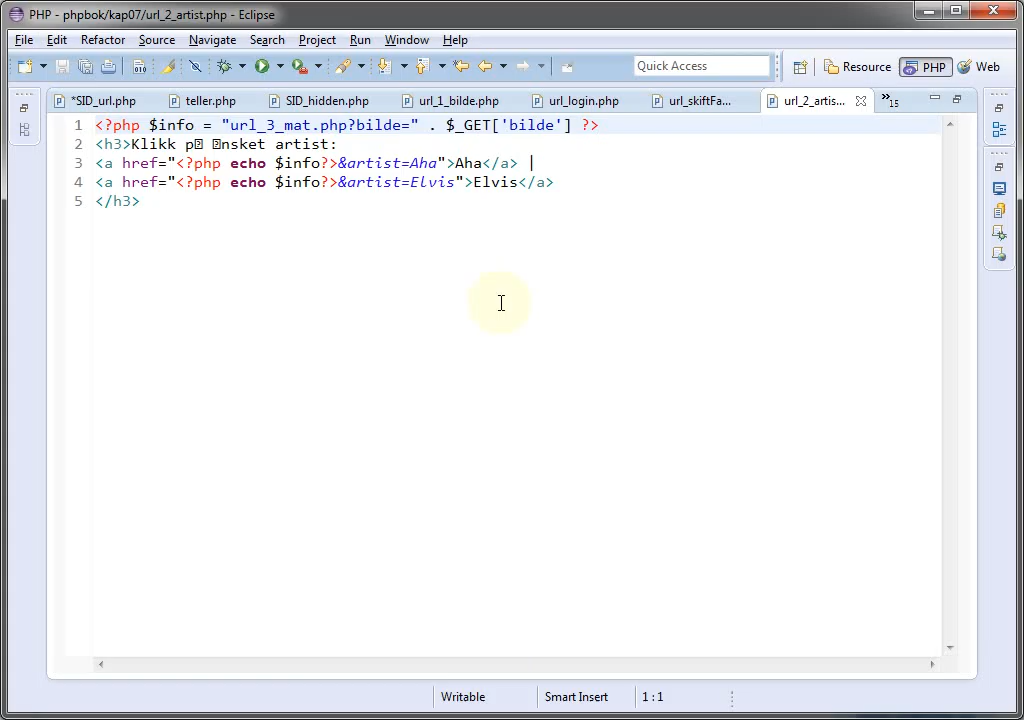 PHP - phpbok/kap07/url_2_artist.php - Eclipse
File Edit Refactor Source Navigate Search Project Run Window Help
Quick Access Resource PHP Web
*SID_url.php teller.php SID_hidden.php url_1_bilde.php url_login.php url_skiftFa... url_2_artis... »15
1 <?php $info = "url_3_mat.php?bilde=" . $_GET['bilde'] ?>
2 <h3>Klikk p� �nsket artist:
3 <a href="<?php echo $info?>&artist=Aha">Aha</a> |
4 <a href="<?php echo $info?>&artist=Elvis">Elvis</a>
5 </h3>
Writable Smart Insert 1 : 1